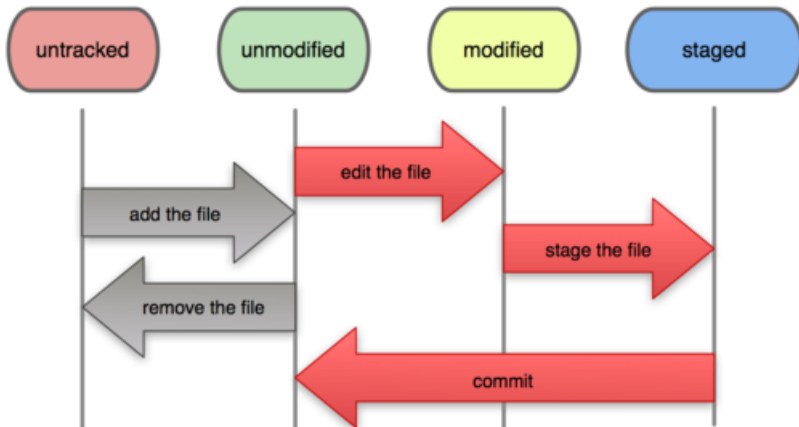 untracked
unmodified
modified
staged
edit the file
add the file
stage the file
remove the file
commit